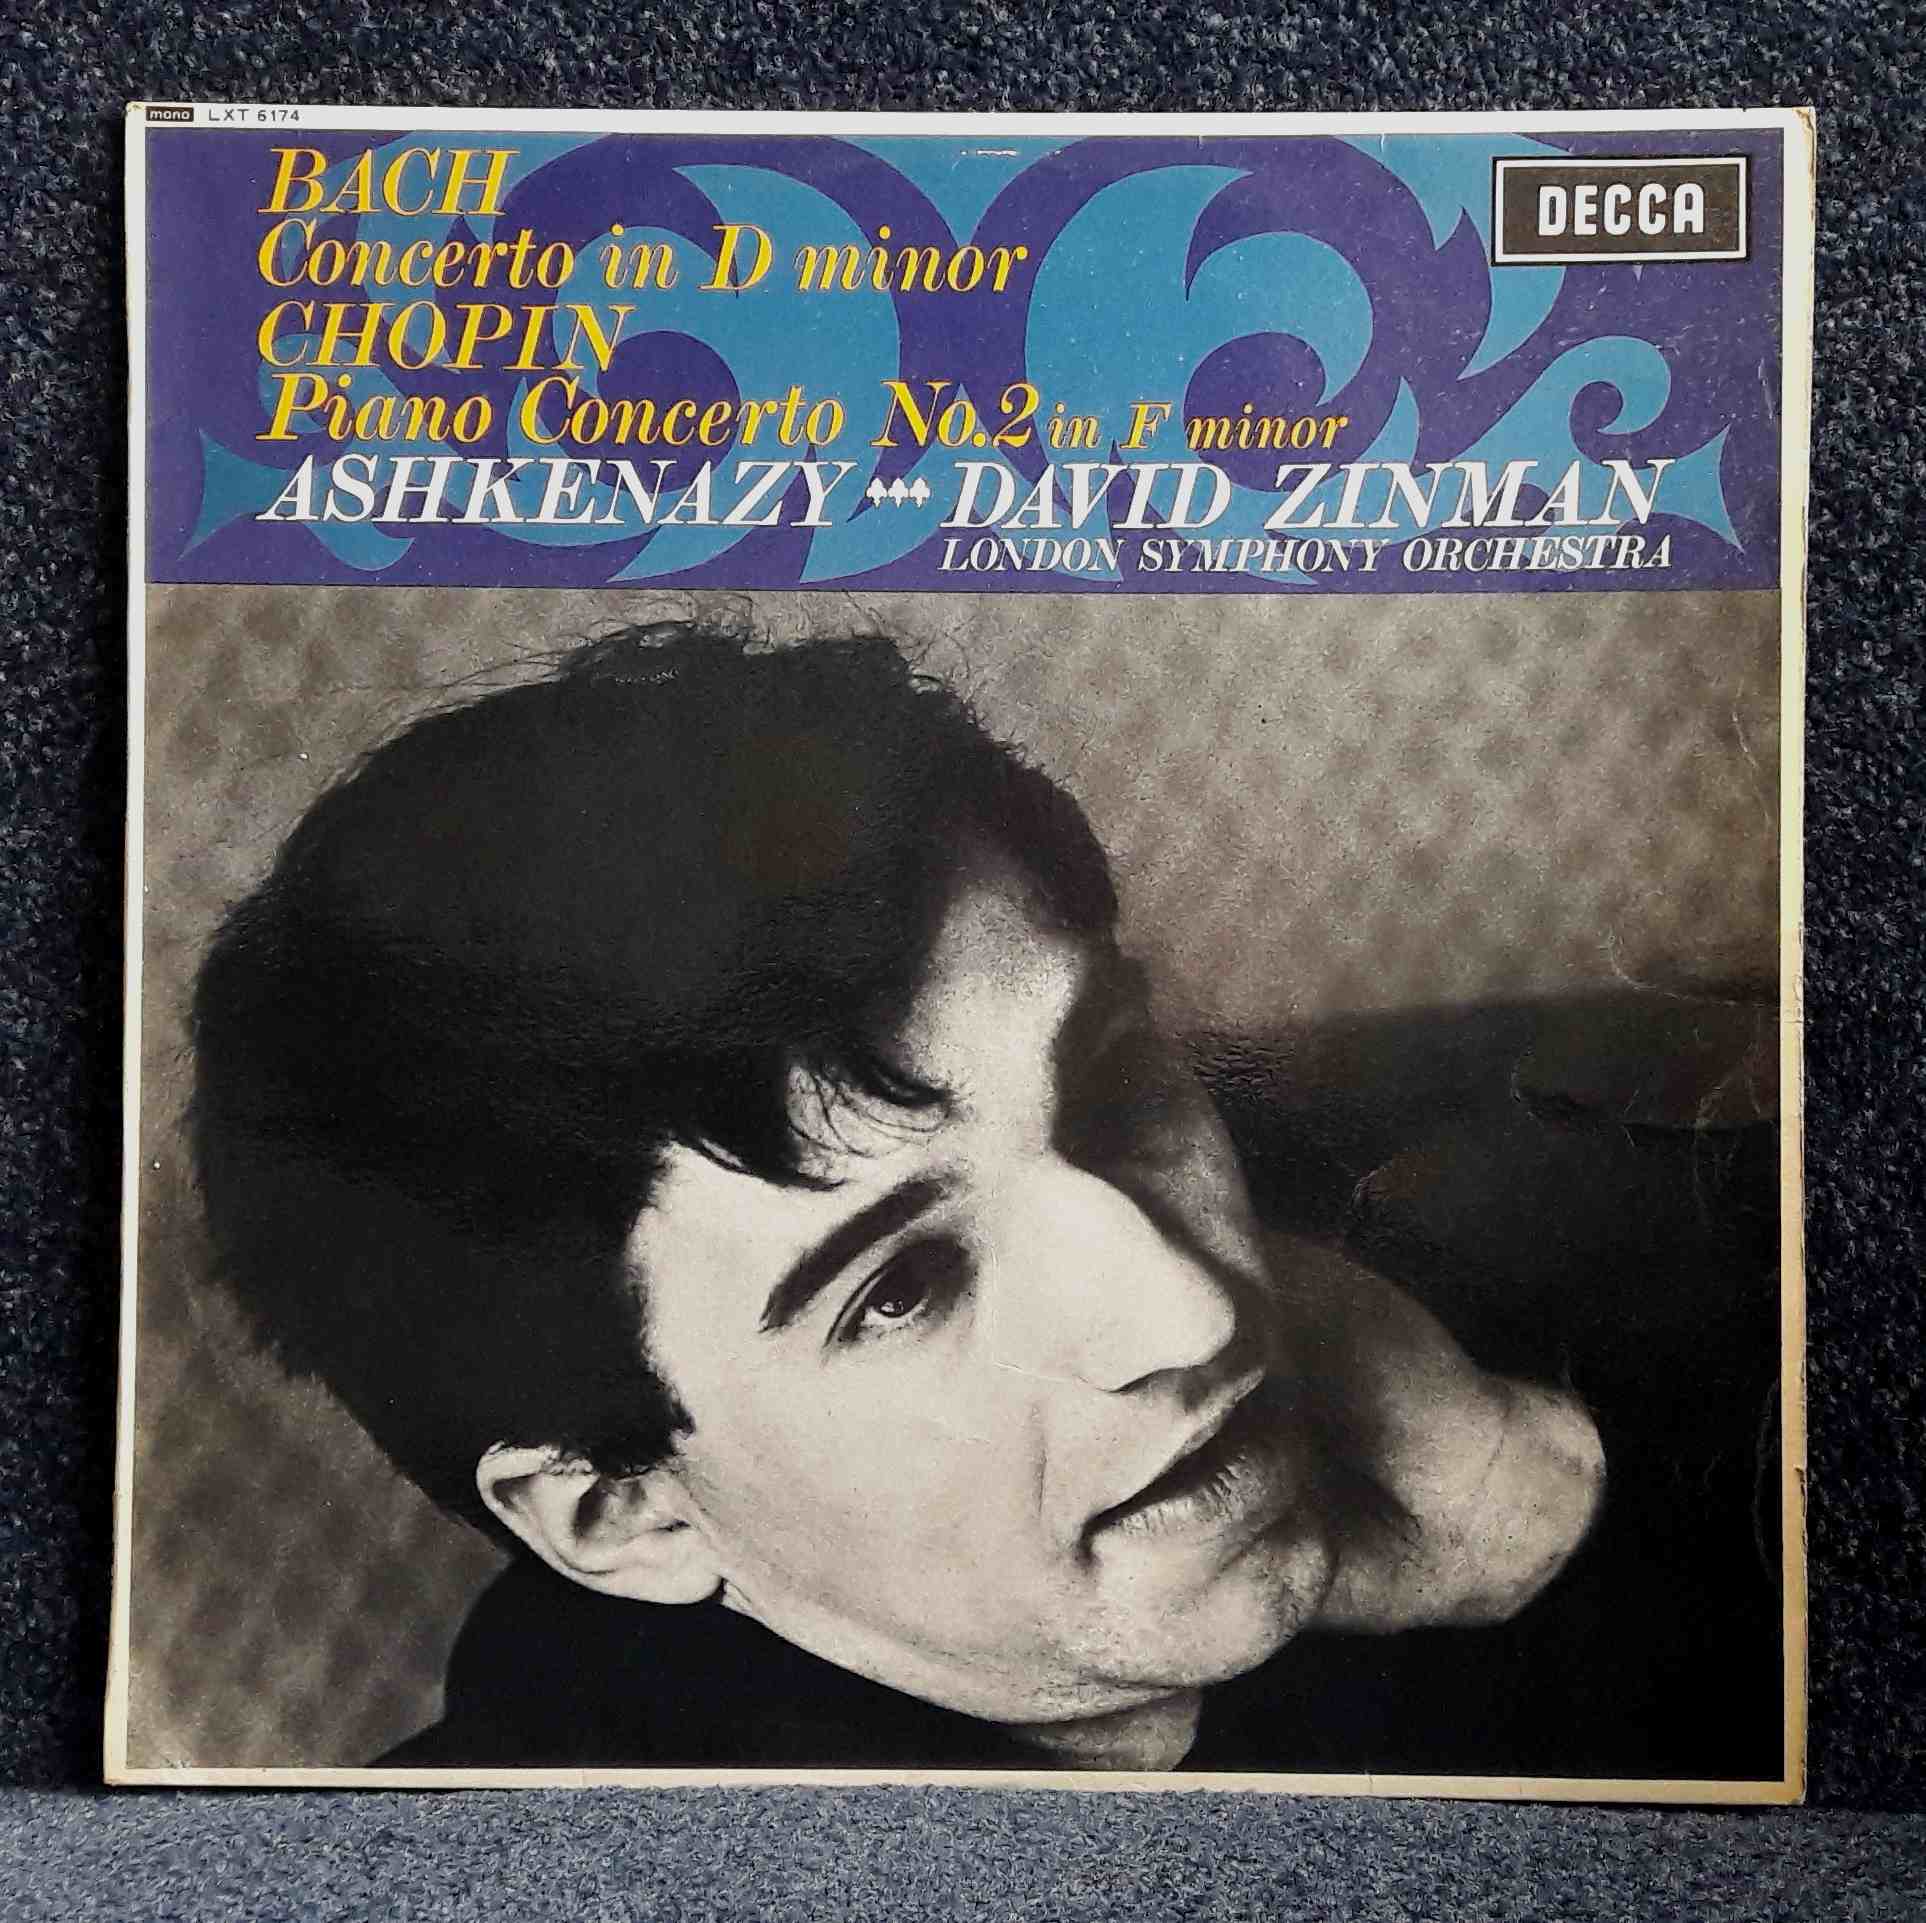 mono LXT 6174
DECCA
BACH
Concerto in D minor
CHOPIN
Piano Concerto No.2 in F minor
ASHKENAZY DAVID ZINMAN
LONDON SYMPHONY ORCHESTRA